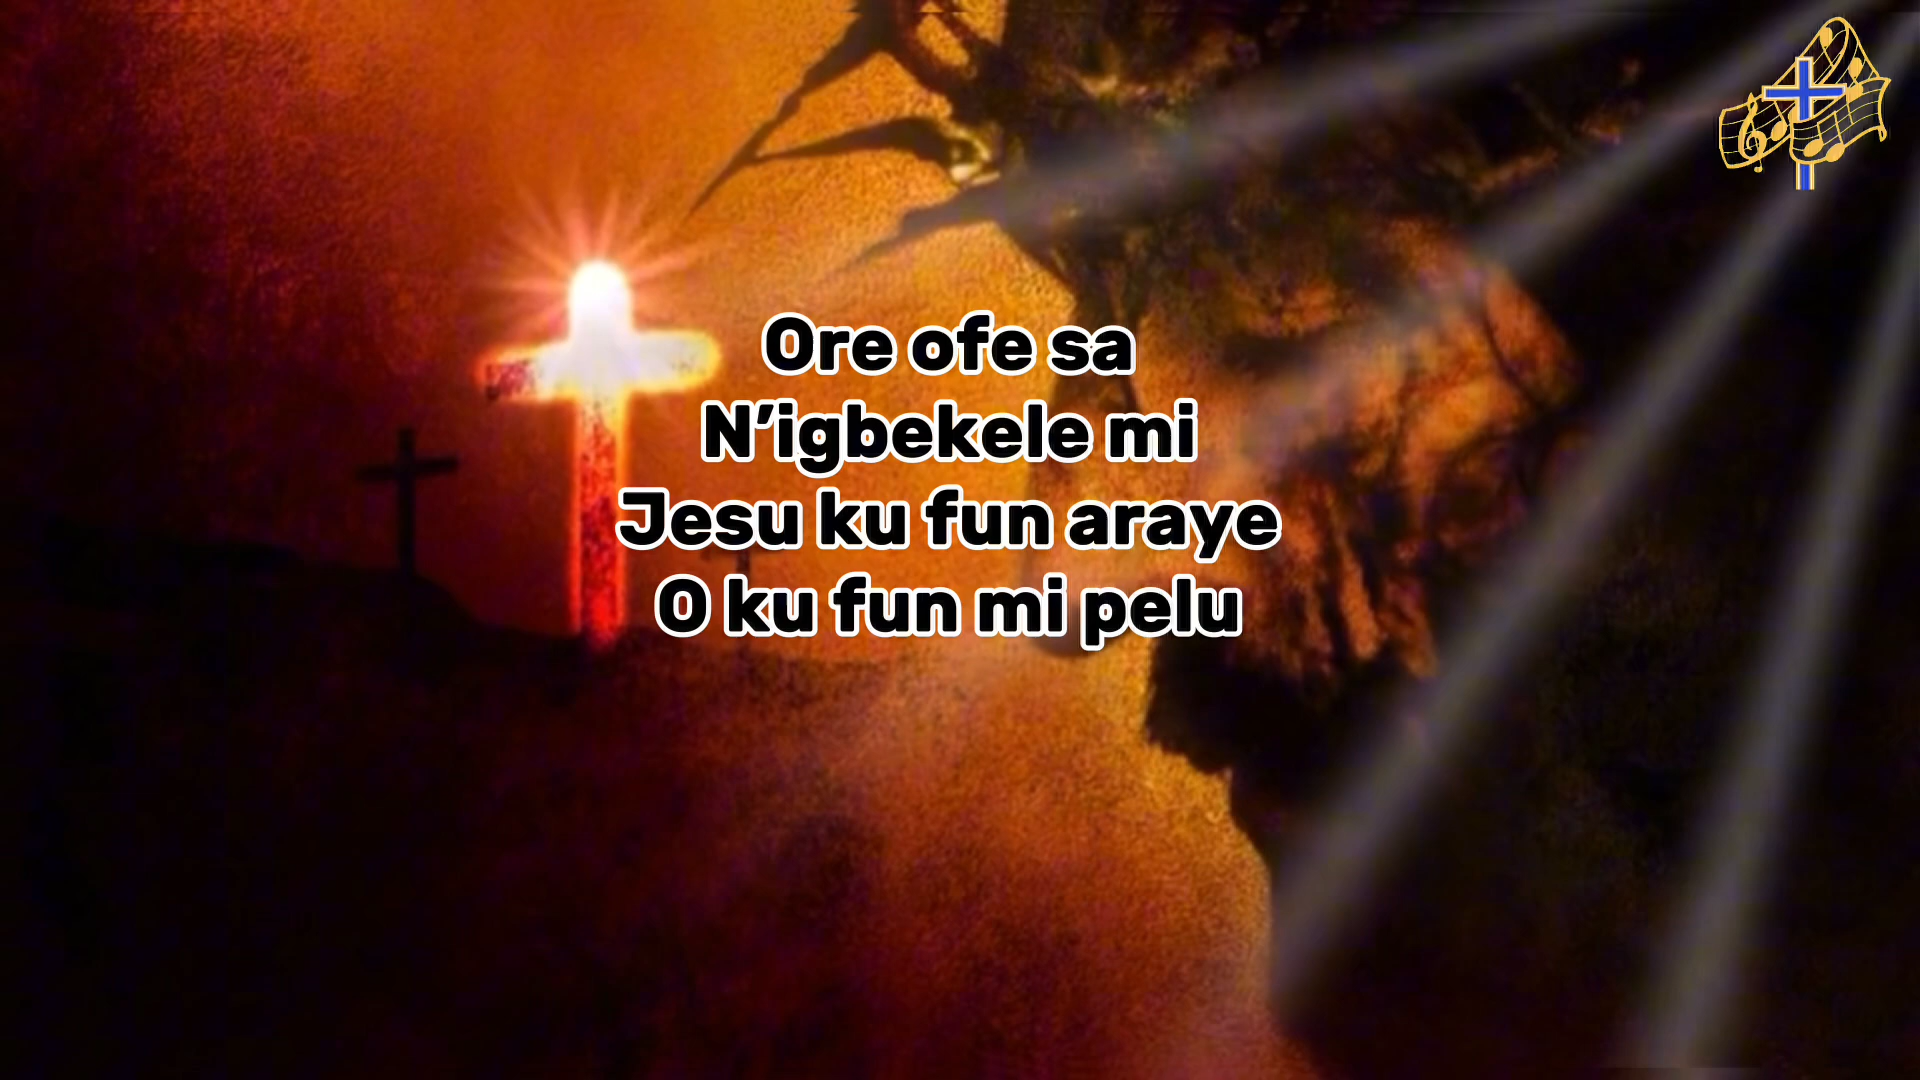 Ore ofe sa
N’igbekele mi
Jesu ku fun araye
O ku fun mi pelu